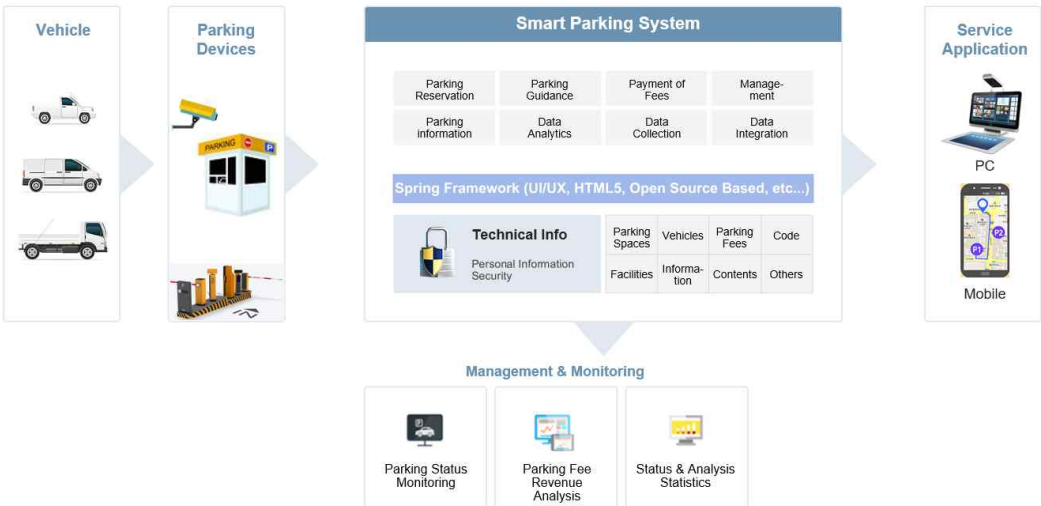 Vehicle
Parking
Devices
PARKING
P
Smart Parking System
Parking
Reservation
Parking
Guidance
Payment of
Fees
Manage-
ment
Parking
information
Data
Analytics
Data
Collection
Data
Integration
Spring Framework (UI/UX, HTML5, Open Source Based, etc...)
Technical Info
Personal Information
Security
Parking
Spaces
Vehicles
Parking
Fees
Code
Facilities
Informa-
tion
Contents
Others
Service
Application
PC
P1
P2
Mobile
Management & Monitoring
Parking Status
Monitoring
Parking Fee
Revenue
Analysis
Status & Analysis
Statistics